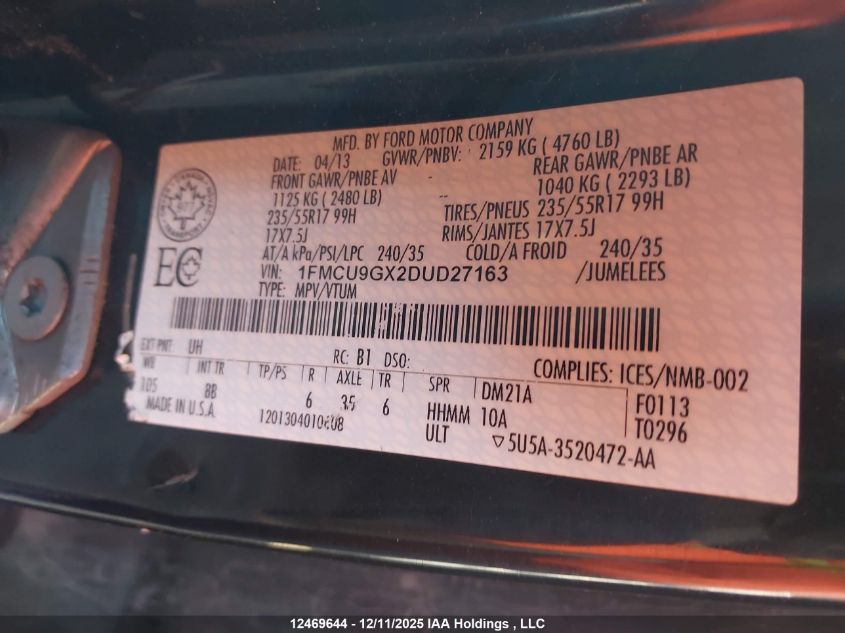 MFD. BY FORD MOTOR COMPANY
DATE: 04/13 GVWR/PNBV: 2159 KG ( 4760 LB)
FRONT GAWR/PNBE AV REAR GAWR/PNBE AR
1125 KG ( 2480 LB) 1040 KG ( 2293 LB)
235/55R17 99H TIRES/PNEUS 235/55R17 99H
17X7.5J RIMS/JANTES 17X7.5J
AT/A kPa/PSI/LPC 240/35 COLD/A FROID 240/35
VIN: 1FMCU9GX2DUD27163 /JUMELEES
TYPE: MPV/VTUM
EC
EXT PNT: UH RC: B1 DSO: COMPLIES: ICES/NMB-002
WB INT TR TP/PS R AXLE TR SPR DM21A F0113
105 8B 6 35 6 HHMM 10A T0296
MADE IN U.S.A. ULT 5U5A-3520472-AA
12469644 - 12/11/2025 IAA Holdings , LLC